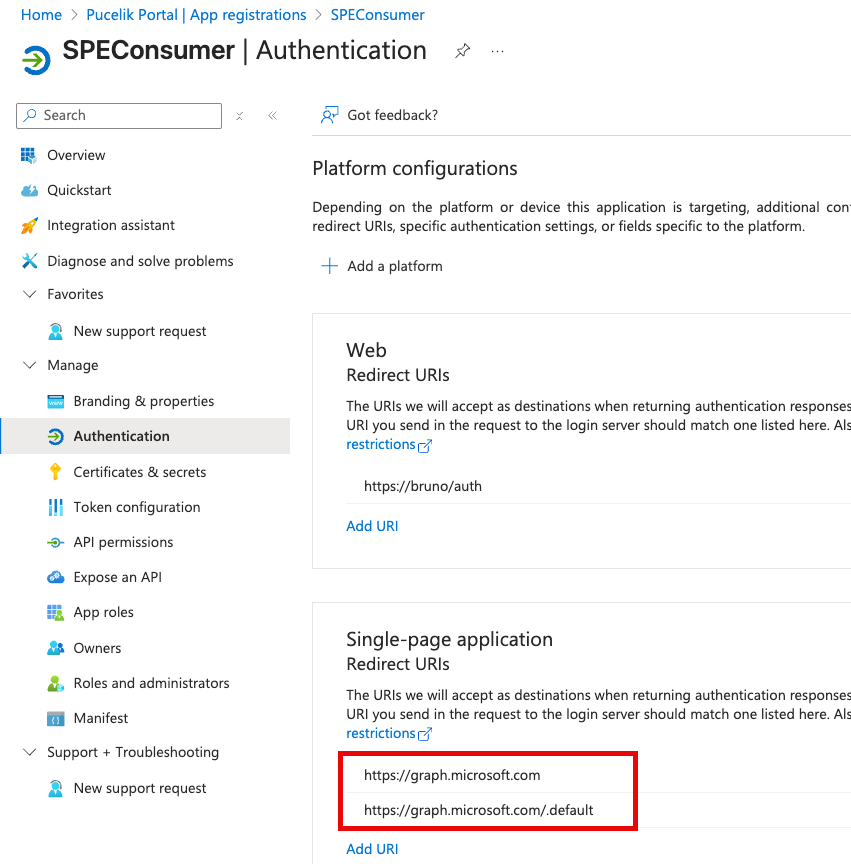 Home > Pucelik Portal | App registrations > SPEConsumer
SPEConsumer | Authentication
Search
Overview
Quickstart
Integration assistant
Diagnose and solve problems
Favorites
New support request
Manage
Branding & properties
Authentication
Certificates & secrets
Token configuration
API permissions
Expose an API
App roles
Owners
Roles and administrators
Manifest
Support + Troubleshooting
New support request
Got feedback?
Platform configurations
Depending on the platform or device this application is targeting, additional con
redirect URIs, specific authentication settings, or fields specific to the platform.
Add a platform
Web
Redirect URIs
The URIs we will accept as destinations when returning authentication responses
URI you send in the request to the login server should match one listed here. Als
restrictions
https://bruno/auth
Add URI
Single-page application
Redirect URIs
The URIs we will accept as destinations when returning authentication responses
URI you send in the request to the login server should match one listed here. Als
restrictions
https://graph.microsoft.com
https://graph.microsoft.com/.default
Add URI